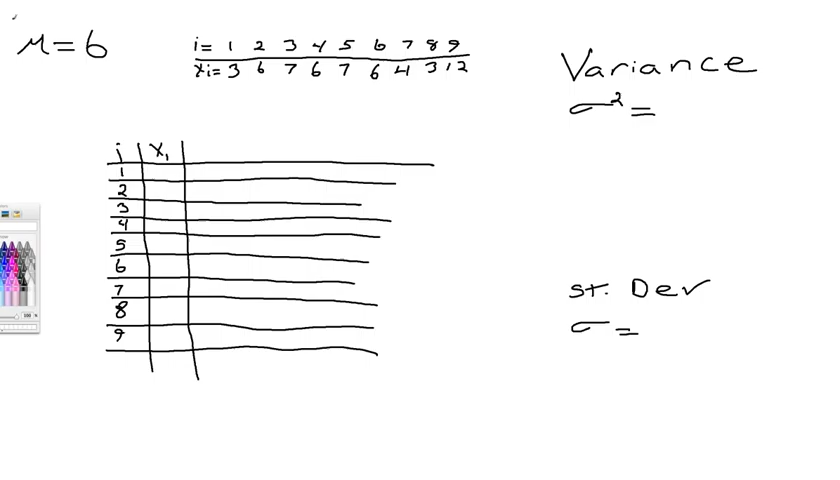 μ=6
i= 1 2 3 4 5 6 7 8 9
xi= 3 6 7 6 7 6 4 3 12
Variance
σ²=
i X₁
1
2
3
4
5
6
7
8
9
100
st. Dev
σ=